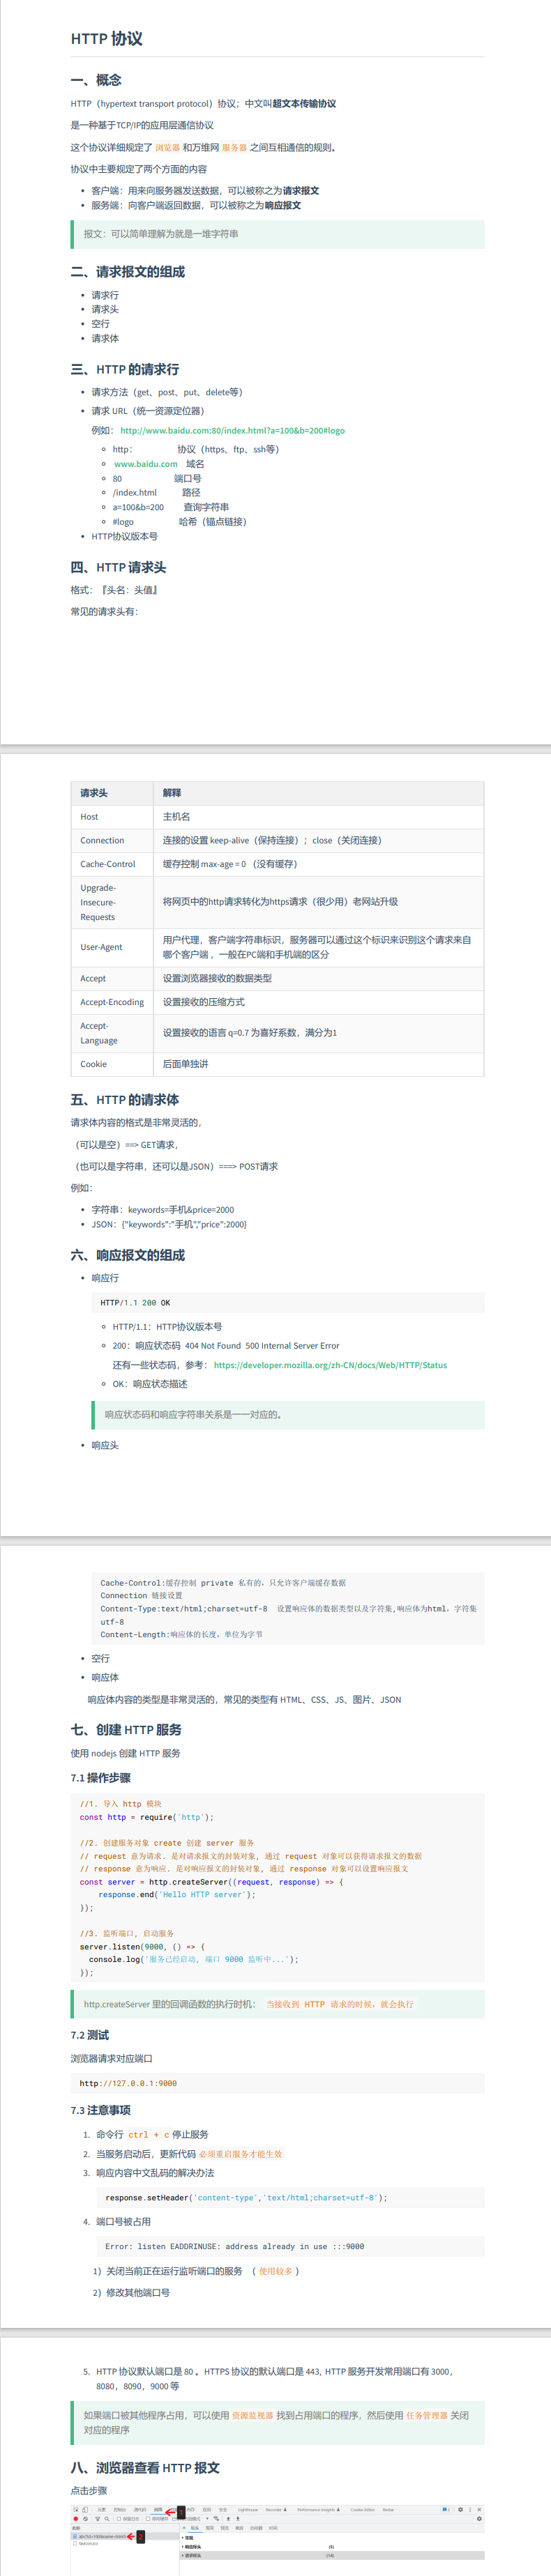 HTTP 协议
一、概念
HTTP（hypertext transport protocol）协议；中文叫超文本传输协议
是一种基于TCP/IP的应用层通信协议
这个协议详细规定了 浏览器 和万维网 服务器 之间互相通信的规则。
协议中主要规定了两个方面的内容
• 客户端：用来向服务器发送数据，可以被称之为请求报文
• 服务端：向客户端返回数据，可以被称之为响应报文
报文：可以简单理解为就是一堆字符串
二、请求报文的组成
• 请求行
• 请求头
• 空行
• 请求体
三、HTTP 的请求行
• 请求方法（get、post、put、delete等）
• 请求 URL（统一资源定位器）
例如：http://www.baidu.com:80/index.html?a=100&b=200#logo
◦ http： 协议（https、ftp、ssh等）
◦ www.baidu.com 域名
◦ 80 端口号
◦ /index.html 路径
◦ a=100&b=200 查询字符串
◦ #logo 哈希（锚点链接）
• HTTP协议版本号
四、HTTP 请求头
格式：『头名：头值』
常见的请求头有：
请求头 解释
Host 主机名
Connection 连接的设置 keep-alive（保持连接）；close（关闭连接）
Cache-Control 缓存控制 max-age = 0 （没有缓存）
Upgrade-
Insecure-
Requests
将网页中的http请求转化为https请求（很少用）老网站升级
User-Agent
用户代理，客户端字符串标识，服务器可以通过这个标识来识别这个请求来自
哪个客户端 ，一般在PC端和手机端的区分
Accept 设置浏览器接收的数据类型
Accept-Encoding 设置接收的压缩方式
Accept-
Language
设置接收的语言 q=0.7 为喜好系数，满分为1
Cookie 后面单独讲
五、HTTP 的请求体
请求体内容的格式是非常灵活的，
（可以是空）==> GET请求，
（也可以是字符串，还可以是JSON）===> POST请求
例如：
• 字符串：keywords=手机&price=2000
• JSON：{"keywords":"手机","price":2000}
六、响应报文的组成
• 响应行
HTTP/1.1 200 OK
◦ HTTP/1.1：HTTP协议版本号
◦ 200：响应状态码 404 Not Found 500 Internal Server Error
还有一些状态码，参考：https://developer.mozilla.org/zh-CN/docs/Web/HTTP/Status
◦ OK：响应状态描述
响应状态码和响应字符串关系是一一对应的。
• 响应头
Cache-Control:缓存控制 private 私有的，只允许客户端缓存数据
Connection 链接设置
Content-Type:text/html;charset=utf-8 设置响应体的数据类型以及字符集,响应体为html，字符集
utf-8
Content-Length:响应体的长度，单位为字节
• 空行
• 响应体
响应体内容的类型是非常灵活的，常见的类型有 HTML、CSS、JS、图片、JSON
七、创建 HTTP 服务
使用 nodejs 创建 HTTP 服务
7.1 操作步骤
//1. 导入 http 模块
const http = require('http');
//2. 创建服务对象 create 创建 server 服务
// request 意为请求. 是对请求报文的封装对象, 通过 request 对象可以获得请求报文的数据
// response 意为响应. 是对响应报文的封装对象, 通过 response 对象可以设置响应报文
const server = http.createServer((request, response) => {
response.end('Hello HTTP server');
});
//3. 监听端口, 启动服务
server.listen(9000, () => {
console.log('服务已经启动, 端口 9000 监听中...');
});
http.createServer 里的回调函数的执行时机： 当接收到 HTTP 请求的时候，就会执行
7.2 测试
浏览器请求对应端口
http://127.0.0.1:9000
7.3 注意事项
1. 命令行 ctrl + c 停止服务
2. 当服务启动后，更新代码 必须重启服务才能生效
3. 响应内容中文乱码的解决办法
response.setHeader('content-type','text/html;charset=utf-8');
4. 端口号被占用
Error: listen EADDRINUSE: address already in use :::9000
1）关闭当前正在运行监听端口的服务 （ 使用较多 ）
2）修改其他端口号
5. HTTP 协议默认端口是 80 。HTTPS 协议的默认端口是 443, HTTP 服务开发常用端口有 3000，
8080，8090，9000 等
如果端口被其他程序占用，可以使用 资源监视器 找到占用端口的程序，然后使用 任务管理器 关闭
对应的程序
八、浏览器查看 HTTP 报文
点击步骤